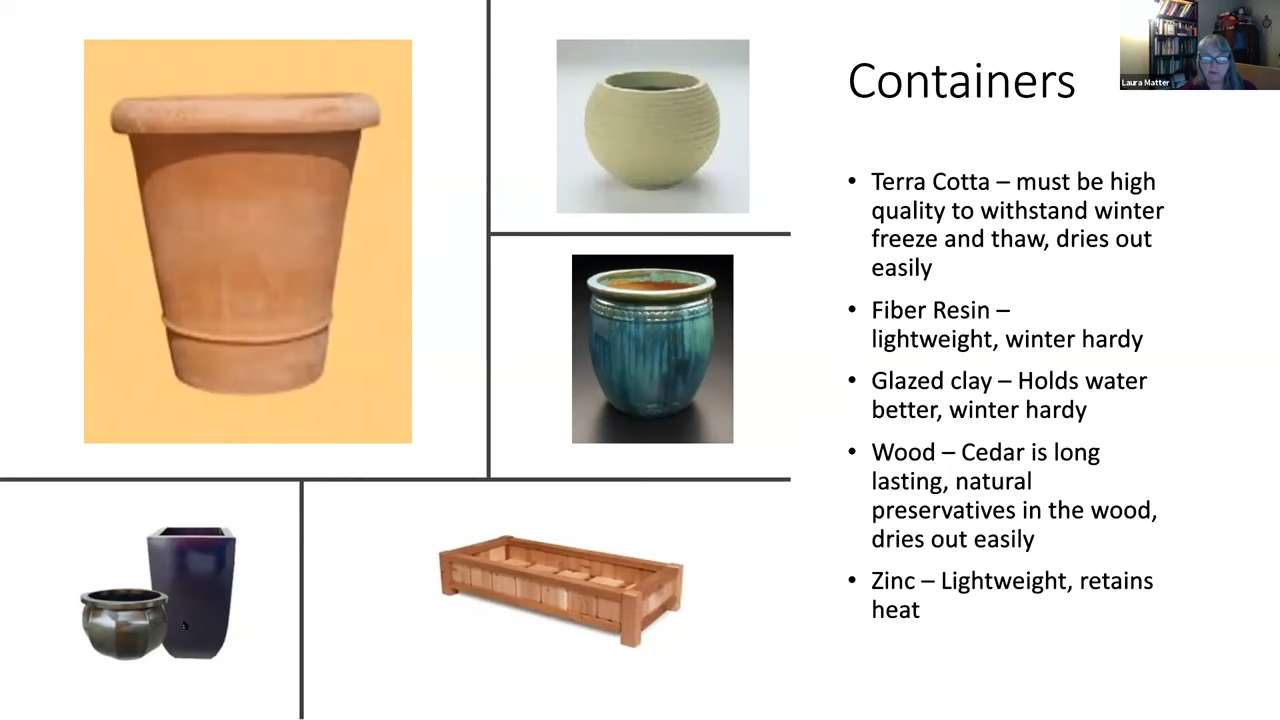 Containers
Laura Matter
• Terra Cotta – must be high
quality to withstand winter
freeze and thaw, dries out
easily
• Fiber Resin –
lightweight, winter hardy
• Glazed clay – Holds water
better, winter hardy
• Wood – Cedar is long
lasting, natural
preservatives in the wood,
dries out easily
• Zinc – Lightweight, retains
heat